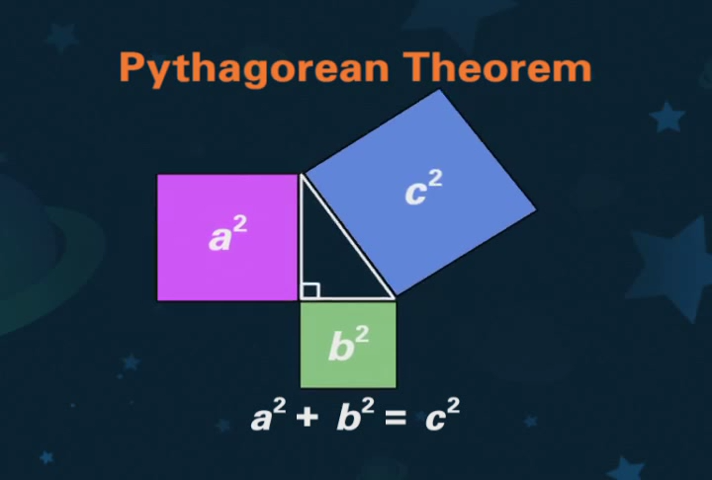 Pythagorean Theorem
c²
a²
b²
a² + b² = c²